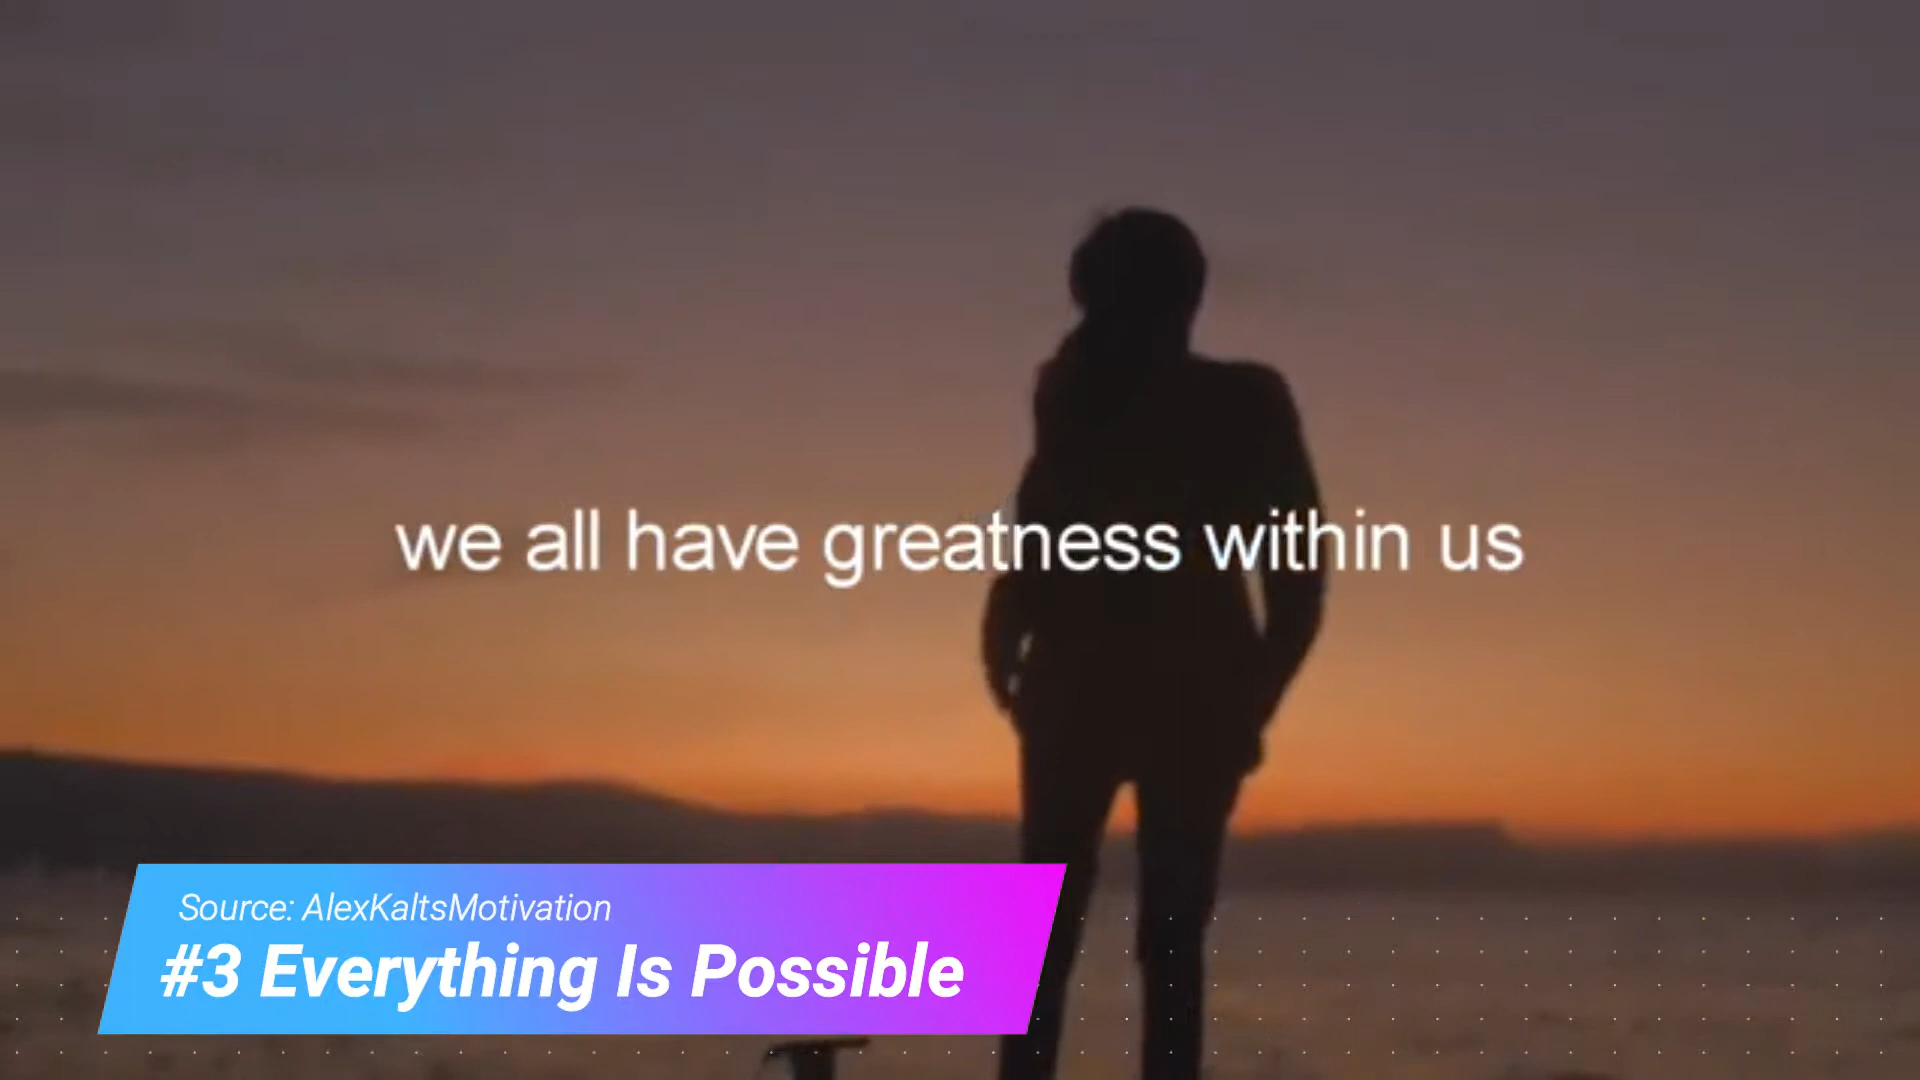 we all have greatness within us
Source: AlexKaltsMotivation
#3 Everything Is Possible